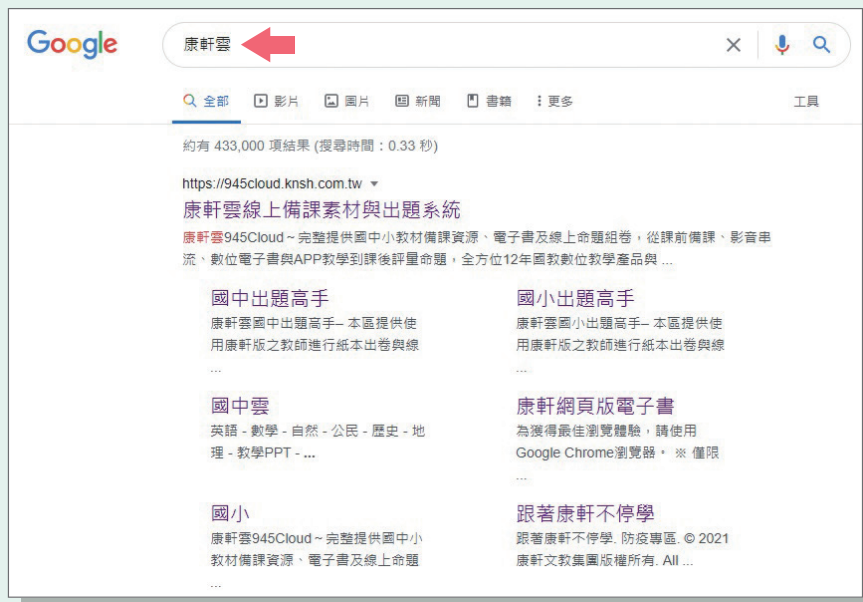 Google
康軒雲
全部 影片 圖片 新聞 書籍 更多 工具
約有 433,000 項結果 (搜尋時間：0.33 秒)
https://945cloud.knsh.com.tw
康軒雲線上備課素材與出題系統
康軒雲945Cloud～完整提供國中小教材備課資源、電子書及線上命題組卷，從課前備課、影音串
流、數位電子書與APP教學到課後評量命題，全方位12年國教數位教學產品與 ...
國中出題高手
康軒雲國中出題高手– 本區提供使
用康軒版之教師進行紙本出卷與線
...
國小出題高手
康軒雲國小出題高手– 本區提供使
用康軒版之教師進行紙本出卷與線
...
國中雲
英語 - 數學 - 自然 - 公民 - 歷史 - 地
理 - 教學PPT - ...
康軒網頁版電子書
為獲得最佳瀏覽體驗，請使用
Google Chrome瀏覽器。 ※ 僅限
...
國小
康軒雲945Cloud～完整提供國中小
教材備課資源、電子書及線上命題
...
跟著康軒不停學
跟著康軒不停學. 防疫專區. © 2021
康軒文教集團版權所有. All ...